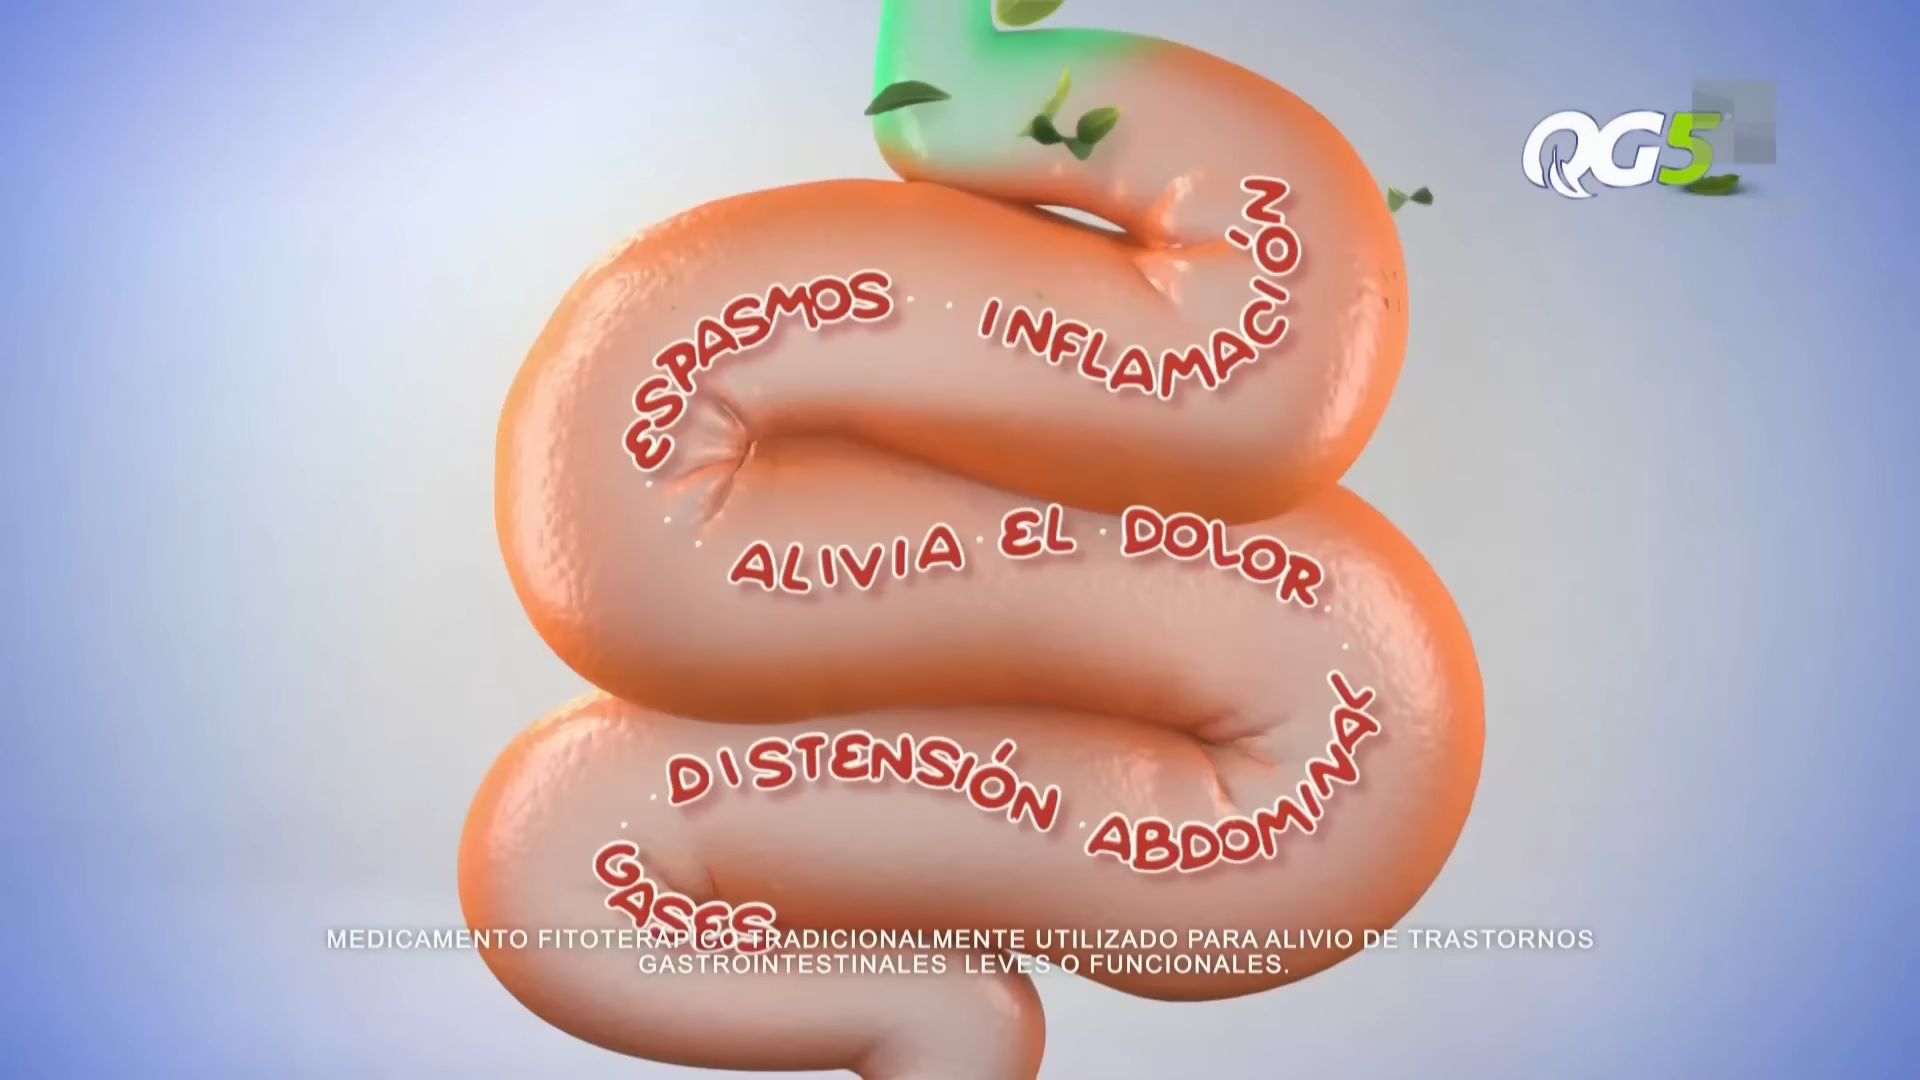 QG5
INFLAMACIÓN
ESPASMOS
ALIVIA EL DOLOR
DISTENSIÓN ABDOMINAL
GASES
MEDICAMENTO FITOTERÁPICO TRADICIONALMENTE UTILIZADO PARA ALIVIO DE TRASTORNOS
GASTROINTESTINALES LEVES O FUNCIONALES.